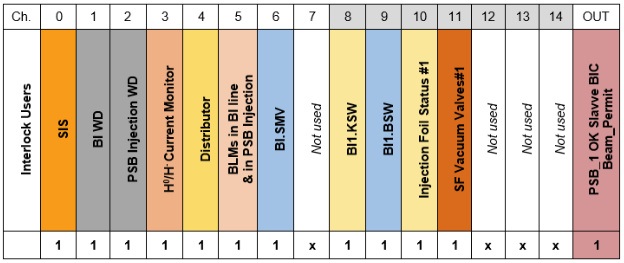 Ch. 0 1 2 3 4 5 6 7 8 9 10 11 12 13 14 OUT
Interlock Users
SIS
BI WD
PSB Injection WD
H⁰/H⁻ Current Monitor
Distributor
BLMs in BI line
& in PSB Injection
BI.SMV
Not used
BI1.KSW
BI1.BSW
Injection Foil Status #1
SF Vacuum Valves#1
Not used
Not used
Not used
PSB_1 OK Slavve BIC
Beam_Permit
1 1 1 1 1 1 1 x 1 1 1 1 x x x 1